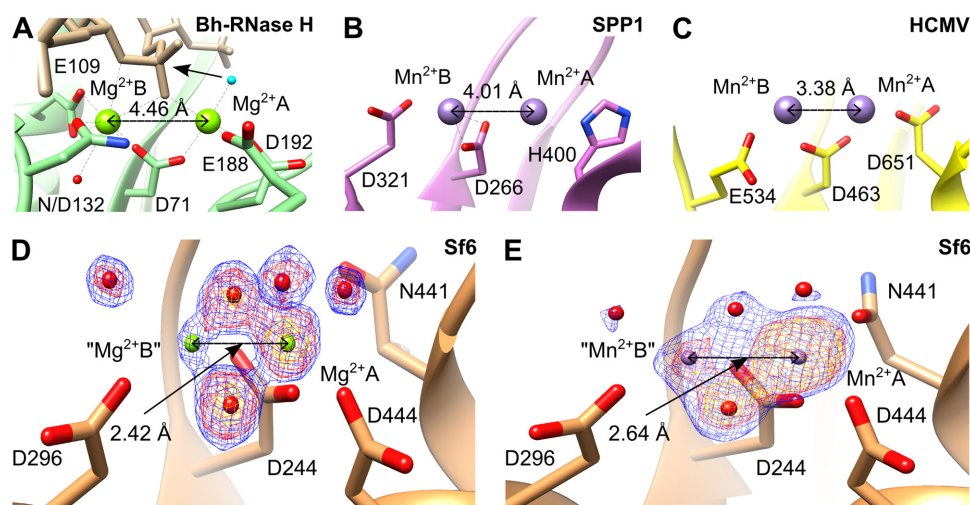 A
Bh-RNase H
E109
Mg²⁺B
4.46 Å
Mg²⁺A
D192
E188
N/D132
D71
B
SPP1
Mn²⁺B
Mn²⁺A
4.01 Å
H400
D321
D266
C
HCMV
Mn²⁺B
3.38 Å
D651
E534
D463
D
Sf6
N441
"Mg²⁺B"
Mg²⁺A
D444
2.42 Å
D296
D244
E
Sf6
N441
"Mn²⁺B"
Mn²⁺A
D444
2.64 Å
D296
D244